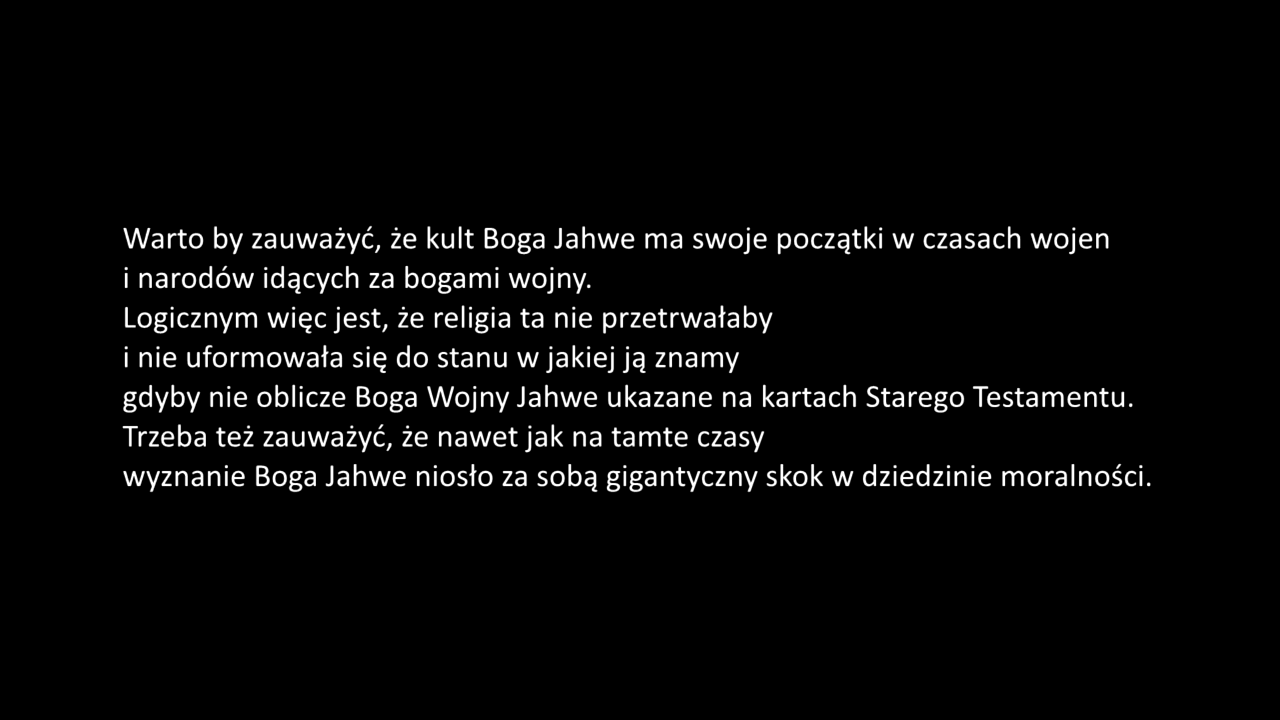 Warto by zauważyć, że kult Boga Jahwe ma swoje początki w czasach wojen
i narodów idących za bogami wojny.
Logicznym więc jest, że religia ta nie przetrwałaby
i nie uformowała się do stanu w jakiej ją znamy
gdyby nie oblicze Boga Wojny Jahwe ukazane na kartach Starego Testamentu.
Trzeba też zauważyć, że nawet jak na tamte czasy
wyznanie Boga Jahwe niosło za sobą gigantyczny skok w dziedzinie moralności.